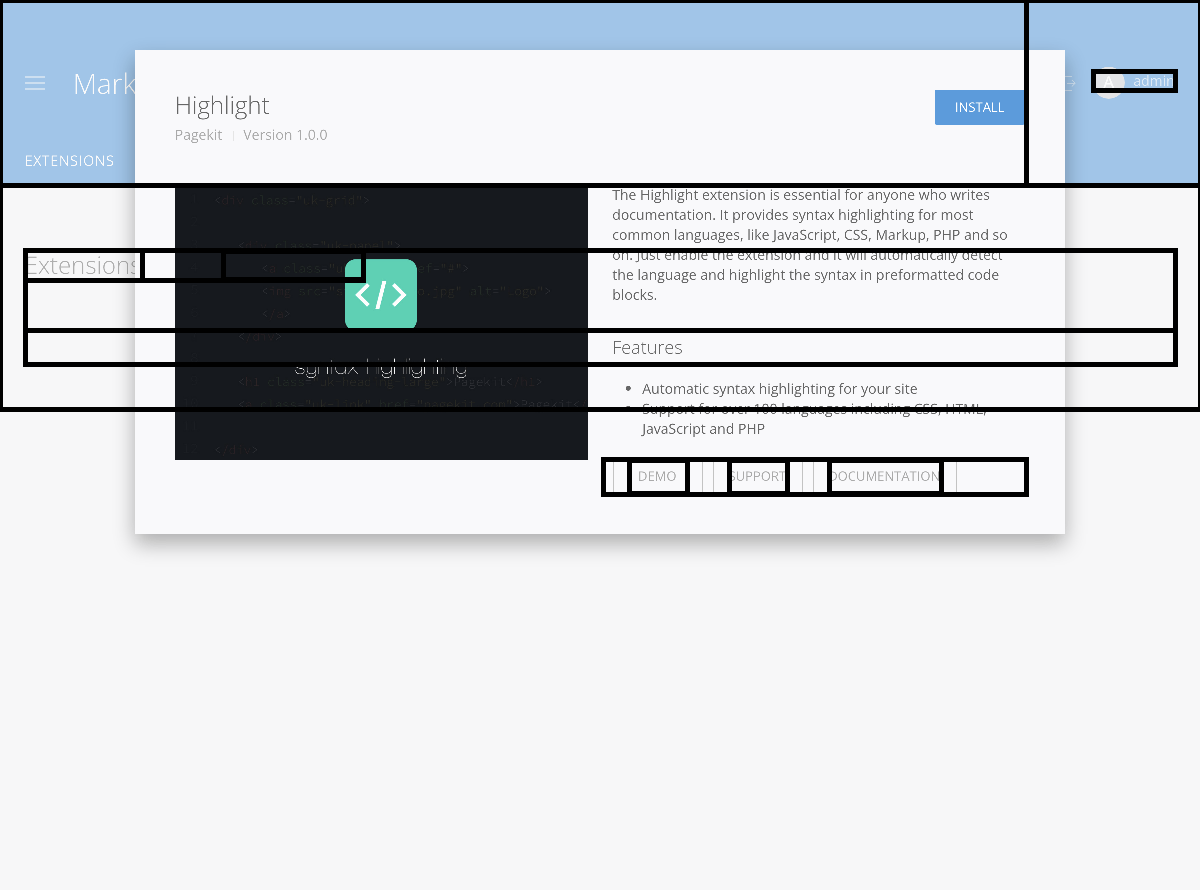 Mark
admin
A
EXTENSIONS
Highlight
Pagekit
Version 1.0.0
INSTALL
Extensions
</>
syntax highlighting
The Highlight extension is essential for anyone who writes
documentation. It provides syntax highlighting for most
common languages, like JavaScript, CSS, Markup, PHP and so
on. Just enable the extension and it will automatically detect
the language and highlight the syntax in preformatted code
blocks.
Features
Automatic syntax highlighting for your site
Support for over 100 languages including CSS, HTML,
JavaScript and PHP
DEMO
SUPPORT
DOCUMENTATION